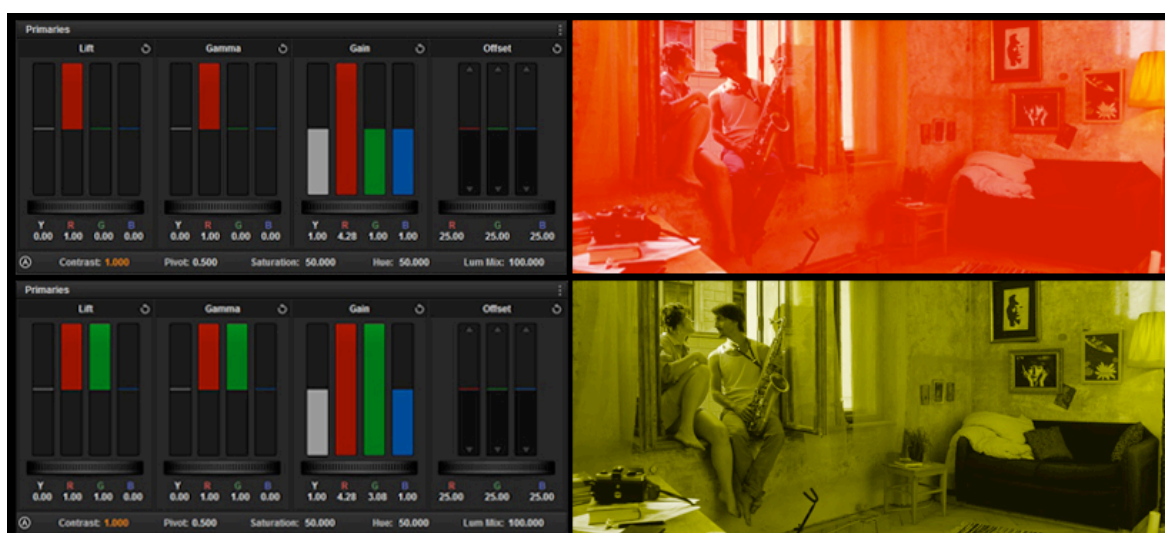 Primaries
Lift Gamma Gain Offset
Y R G B Y R G B Y R G B R G B
0.00 1.00 0.00 0.00 0.00 1.00 0.00 0.00 1.00 4.28 1.00 1.00 25.00 25.00 25.00
A Contrast: 1.000 Pivot: 0.500 Saturation: 50.000 Hue: 50.000 Lum Mix: 100.000
Primaries
Lift Gamma Gain Offset
Y R G B Y R G B Y R G B R G B
0.00 1.00 1.00 0.00 0.00 1.00 1.00 0.00 1.00 4.28 3.08 1.00 25.00 25.00 25.00
A Contrast: 1.000 Pivot: 0.500 Saturation: 50.000 Hue: 50.000 Lum Mix: 100.000